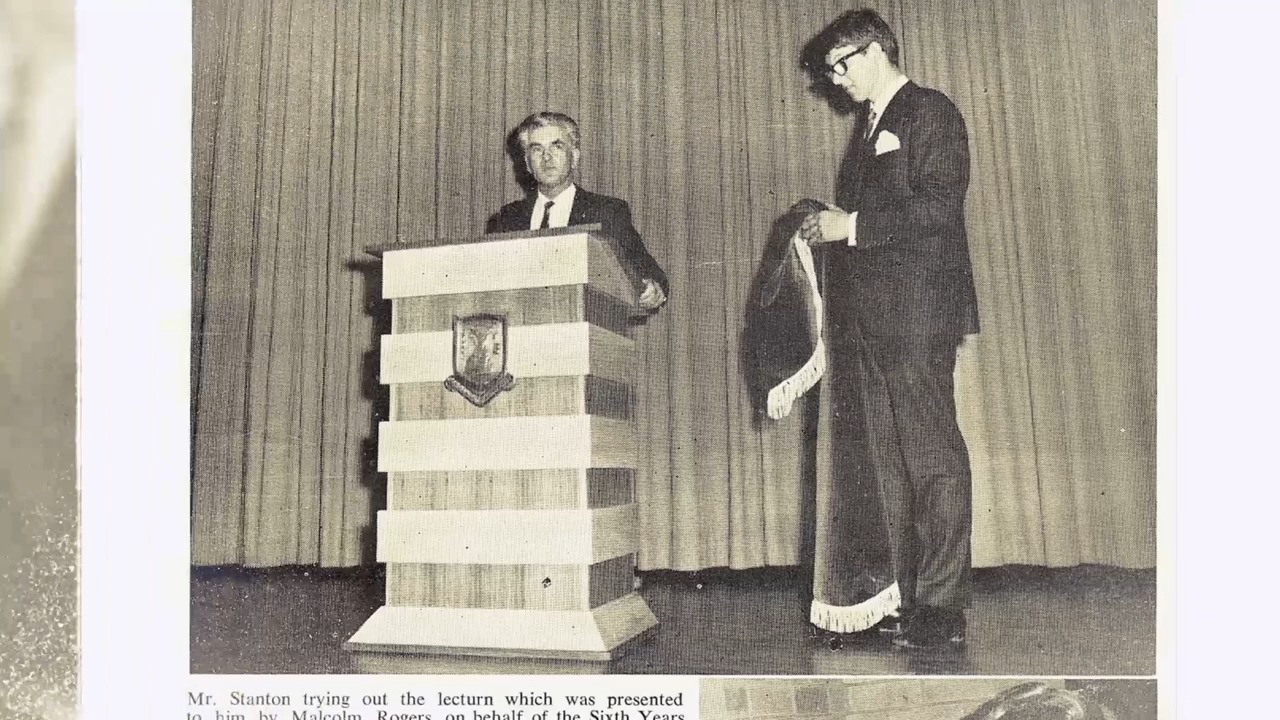 Mr. Stanton trying out the lecturn which was presented
to him by Malcolm Rogers, on behalf of the Sixth Years